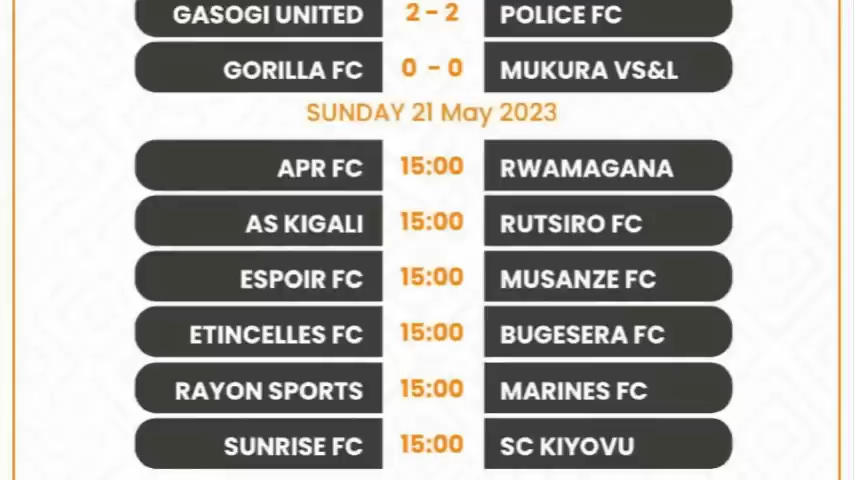 GASOGI UNITED 2 - 2 POLICE FC
GORILLA FC 0 - 0 MUKURA VS&L
SUNDAY 21 May 2023
APR FC 15:00 RWAMAGANA
AS KIGALI 15:00 RUTSIRO FC
ESPOIR FC 15:00 MUSANZE FC
ETINCELLES FC 15:00 BUGESERA FC
RAYON SPORTS 15:00 MARINES FC
SUNRISE FC 15:00 SC KIYOVU